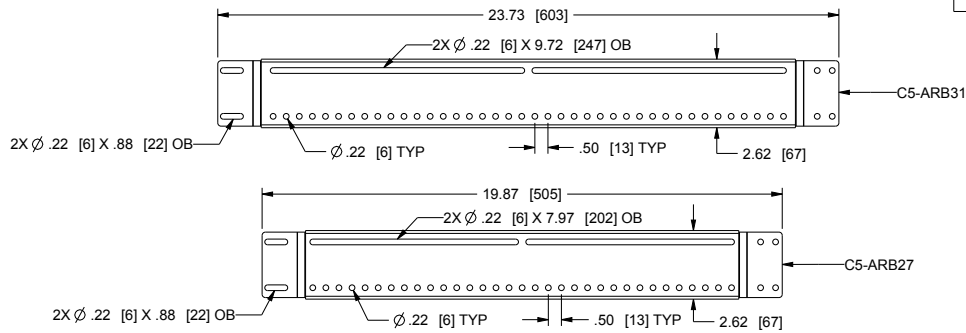 23.73 [603]
2X Ø .22 [6] X 9.72 [247] OB
C5-ARB31
2X Ø .22 [6] X .88 [22] OB
Ø .22 [6] TYP
.50 [13] TYP
2.62 [67]
19.87 [505]
2X Ø .22 [6] X 7.97 [202] OB
C5-ARB27
2X Ø .22 [6] X .88 [22] OB
Ø .22 [6] TYP
.50 [13] TYP
2.62 [67]